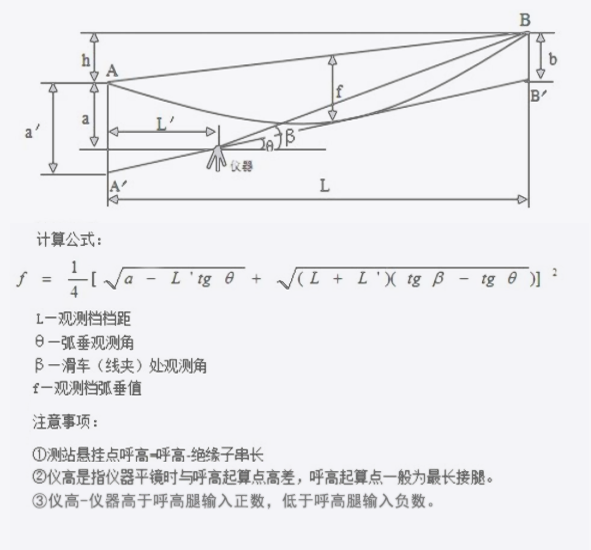 B
h
A
b
f
a
B′
a′
L′
β
θ
仪器
A′
L
计算公式:
f = 1/4 [ √(a - L'tg θ) + √((L + L')(tg β - tg θ)) ] ²
L—观测档档距
θ—弧垂观测角
β—滑车（线夹）处观测角
f—观测档弧垂值
注意事项:
①测站悬挂点呼高=呼高-绝缘子串长
②仪高是指仪器平镜时与呼高起算点高差，呼高起算点一般为最长接腿。
③仪高-仪器高于呼高腿输入正数，低于呼高腿输入负数。